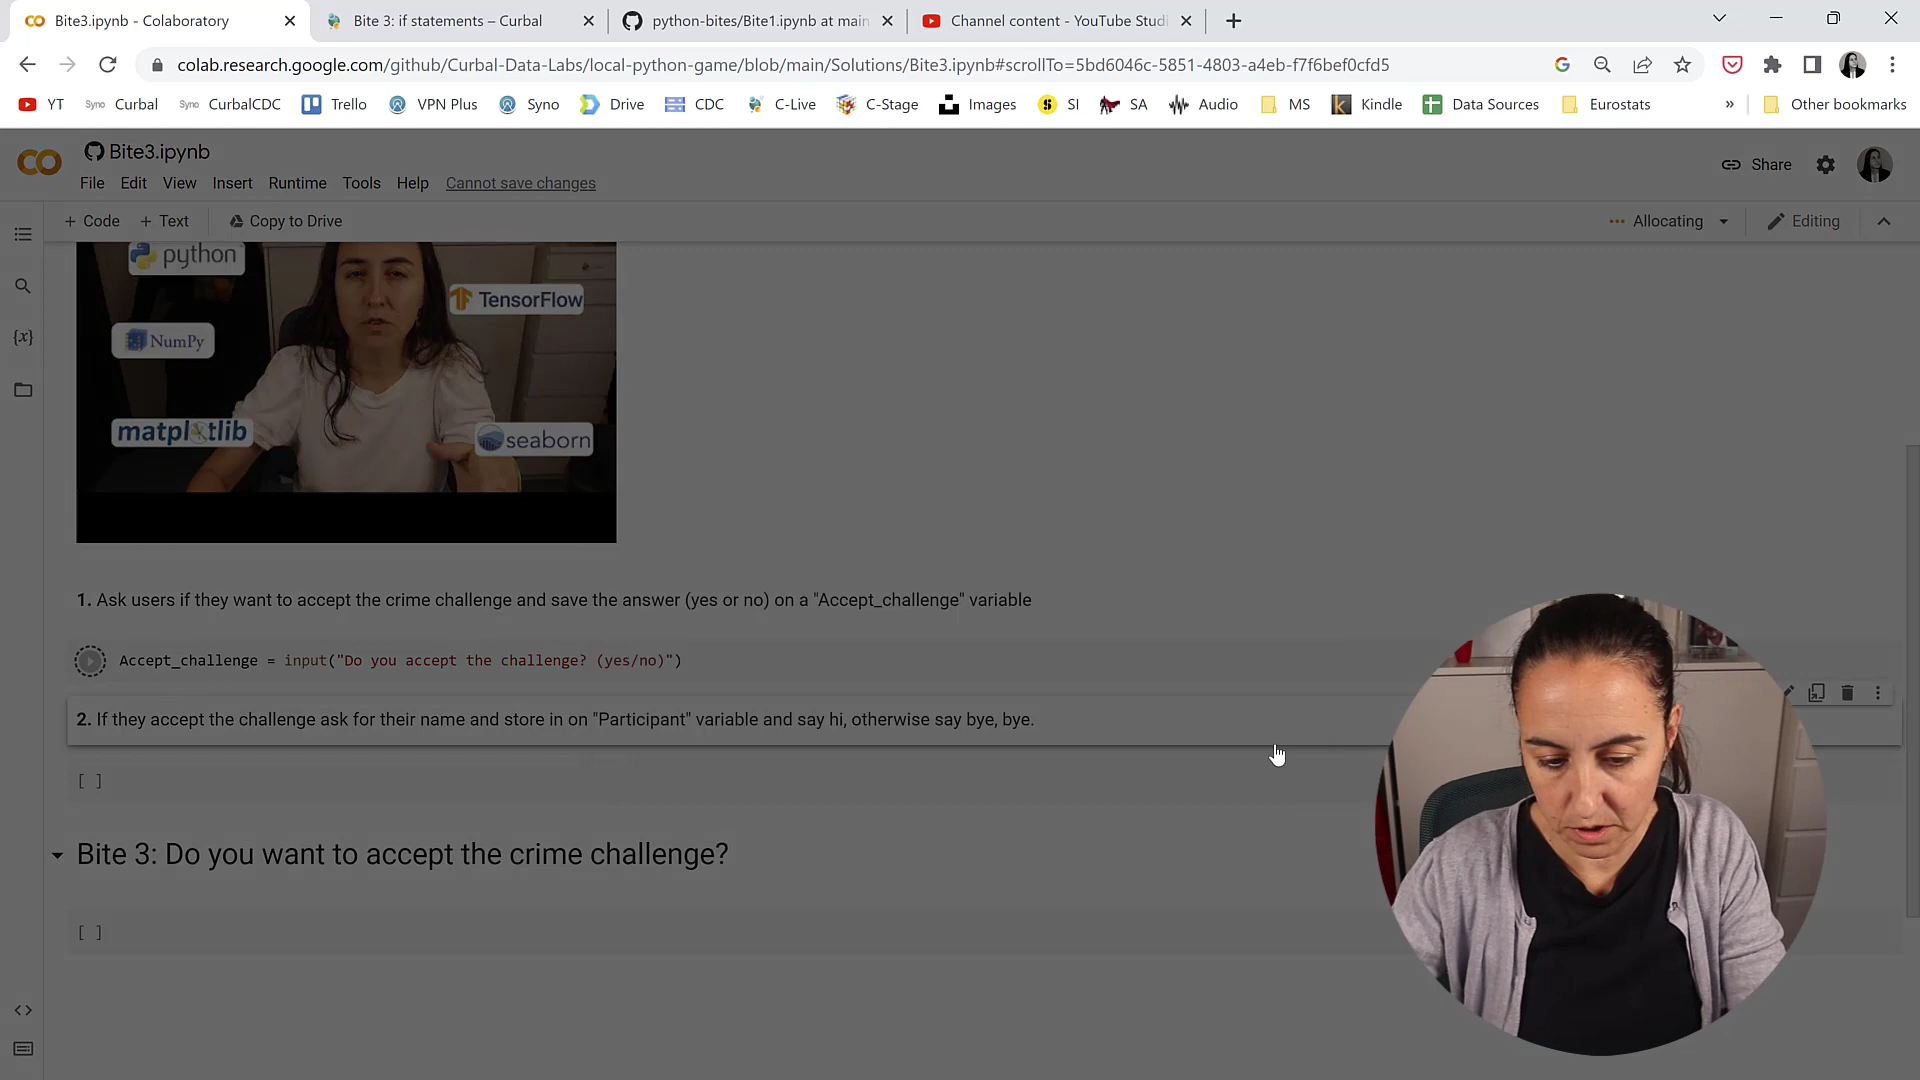 Bite3.ipynb - Colaboratory
Bite 3: if statements – Curbal
python-bites/Bite1.ipynb at main
Channel content - YouTube Studi
colab.research.google.com/github/Curbal-Data-Labs/local-python-game/blob/main/Solutions/Bite3.ipynb#scrollTo=5bd6046c-5851-4803-a4eb-f7f6bef0cfd5
YT Syno Curbal Syno CurbalCDC Trello VPN Plus Syno Drive CDC C-Live C-Stage Images SI SA Audio MS Kindle Data Sources Eurostats » Other bookmarks
CO Bite3.ipynb
Share
File Edit View Insert Runtime Tools Help Cannot save changes
+ Code + Text Copy to Drive
Allocating Editing
python
TensorFlow
NumPy
matplotlib
seaborn
1. Ask users if they want to accept the crime challenge and save the answer (yes or no) on a "Accept_challenge" variable
Accept_challenge = input("Do you accept the challenge? (yes/no)")
2. If they accept the challenge ask for their name and store in on "Participant" variable and say hi, otherwise say bye, bye.
[ ]
Bite 3: Do you want to accept the crime challenge?
[ ]